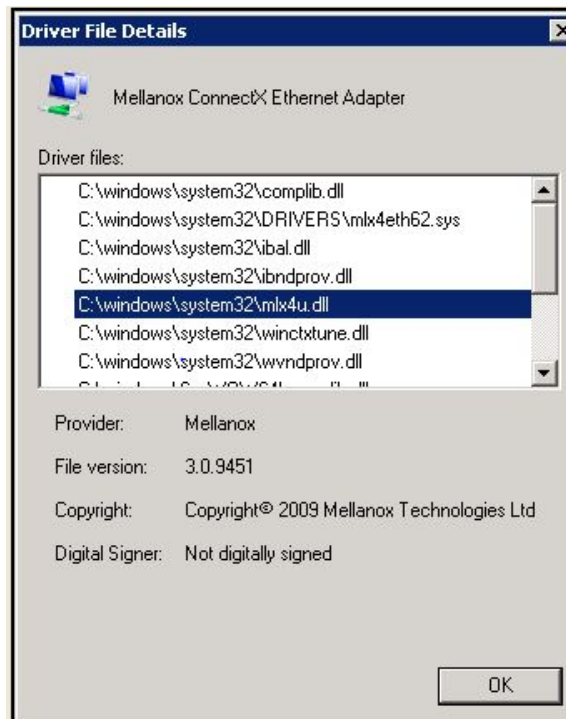 Driver File Details
Mellanox ConnectX Ethernet Adapter
Driver files:
C:\windows\system32\complib.dll
C:\windows\system32\DRIVERS\mlx4eth62.sys
C:\windows\system32\ibal.dll
C:\windows\system32\ibndprov.dll
C:\windows\system32\mlx4u.dll
C:\windows\system32\winctxtune.dll
C:\windows\system32\wvndprov.dll
Provider: Mellanox
File version: 3.0.9451
Copyright: Copyright© 2009 Mellanox Technologies Ltd
Digital Signer: Not digitally signed
OK